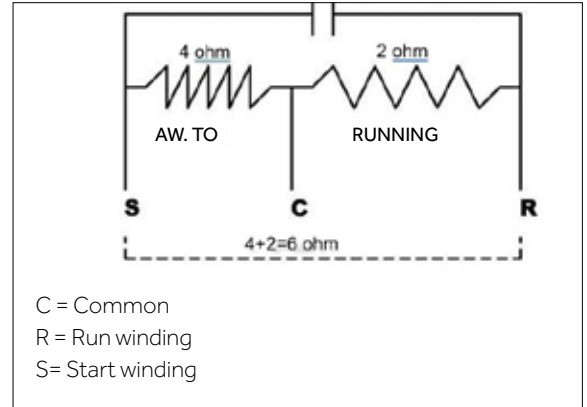 4 ohm 2 ohm
AW. TO RUNNING
S C R
4+2=6 ohm
C = Common
R = Run winding
S= Start winding